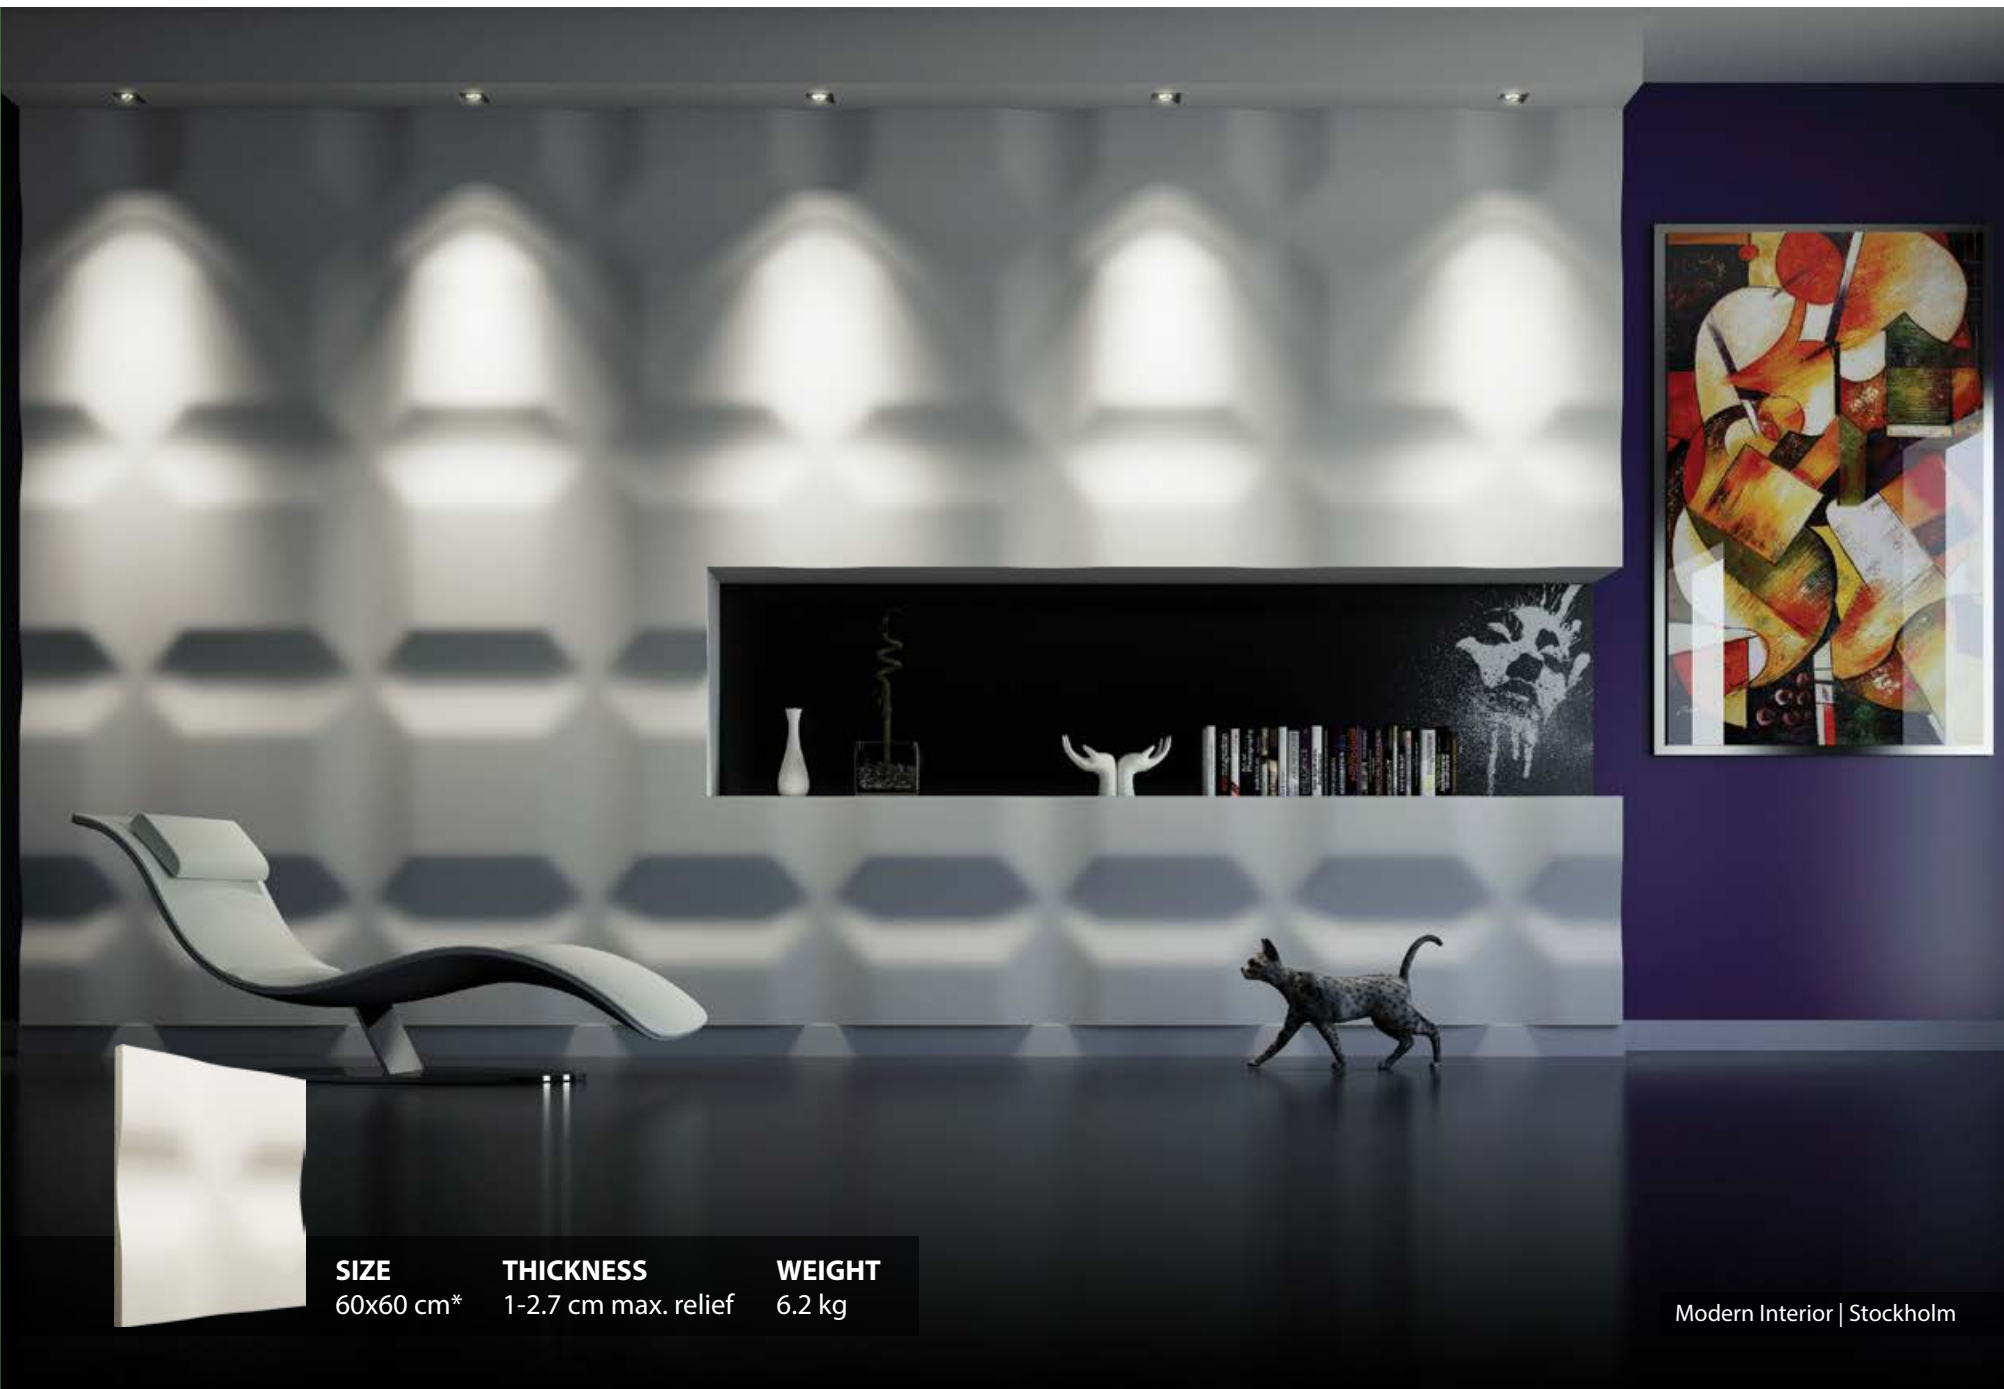 SIZE
60x60 cm*
THICKNESS
1-2.7 cm max. relief
WEIGHT
6.2 kg
Modern Interior | Stockholm